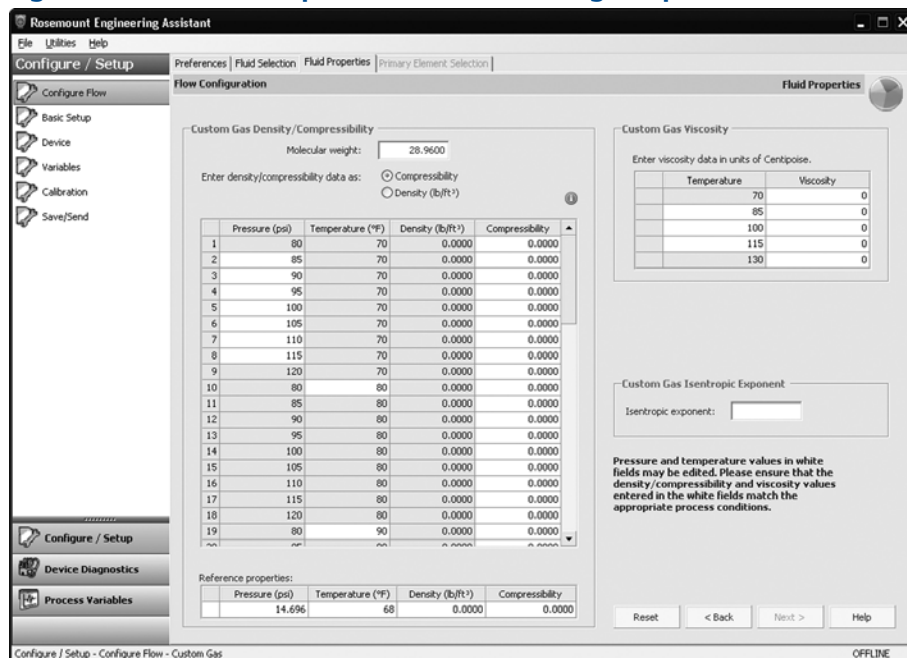 Rosemount Engineering Assistant
File Utilities Help
Configure / Setup
Preferences Fluid Selection Fluid Properties Primary Element Selection
Flow Configuration Fluid Properties
Configure Flow
Basic Setup
Device
Variables
Calibration
Save/Send
Custom Gas Density/Compressibility
Molecular weight: 28.9600
Enter density/compressibility data as: Compressibility
Density (lb/ft³)
Pressure (psi) Temperature (°F) Density (lb/ft³) Compressibility
1 80 70 0.0000 0.0000
2 85 70 0.0000 0.0000
3 90 70 0.0000 0.0000
4 95 70 0.0000 0.0000
5 100 70 0.0000 0.0000
6 105 70 0.0000 0.0000
7 110 70 0.0000 0.0000
8 115 70 0.0000 0.0000
9 120 70 0.0000 0.0000
10 80 80 0.0000 0.0000
11 85 80 0.0000 0.0000
12 90 80 0.0000 0.0000
13 95 80 0.0000 0.0000
14 100 80 0.0000 0.0000
15 105 80 0.0000 0.0000
16 110 80 0.0000 0.0000
17 115 80 0.0000 0.0000
18 120 80 0.0000 0.0000
19 80 90 0.0000 0.0000
Reference properties:
Pressure (psi) Temperature (°F) Density (lb/ft³) Compressibility
14.696 68 0.0000 0.0000
Custom Gas Viscosity
Enter viscosity data in units of Centipoise.
Temperature Viscosity
70 0
85 0
100 0
115 0
130 0
Custom Gas Isentropic Exponent
Isentropic exponent:
Pressure and temperature values in white
fields may be edited. Please ensure that the
density/compressibility and viscosity values
entered in the white fields match the
appropriate process conditions.
Configure / Setup
Device Diagnostics
Process Variables
Reset < Back Next > Help
Configure / Setup - Configure Flow - Custom Gas OFFLINE